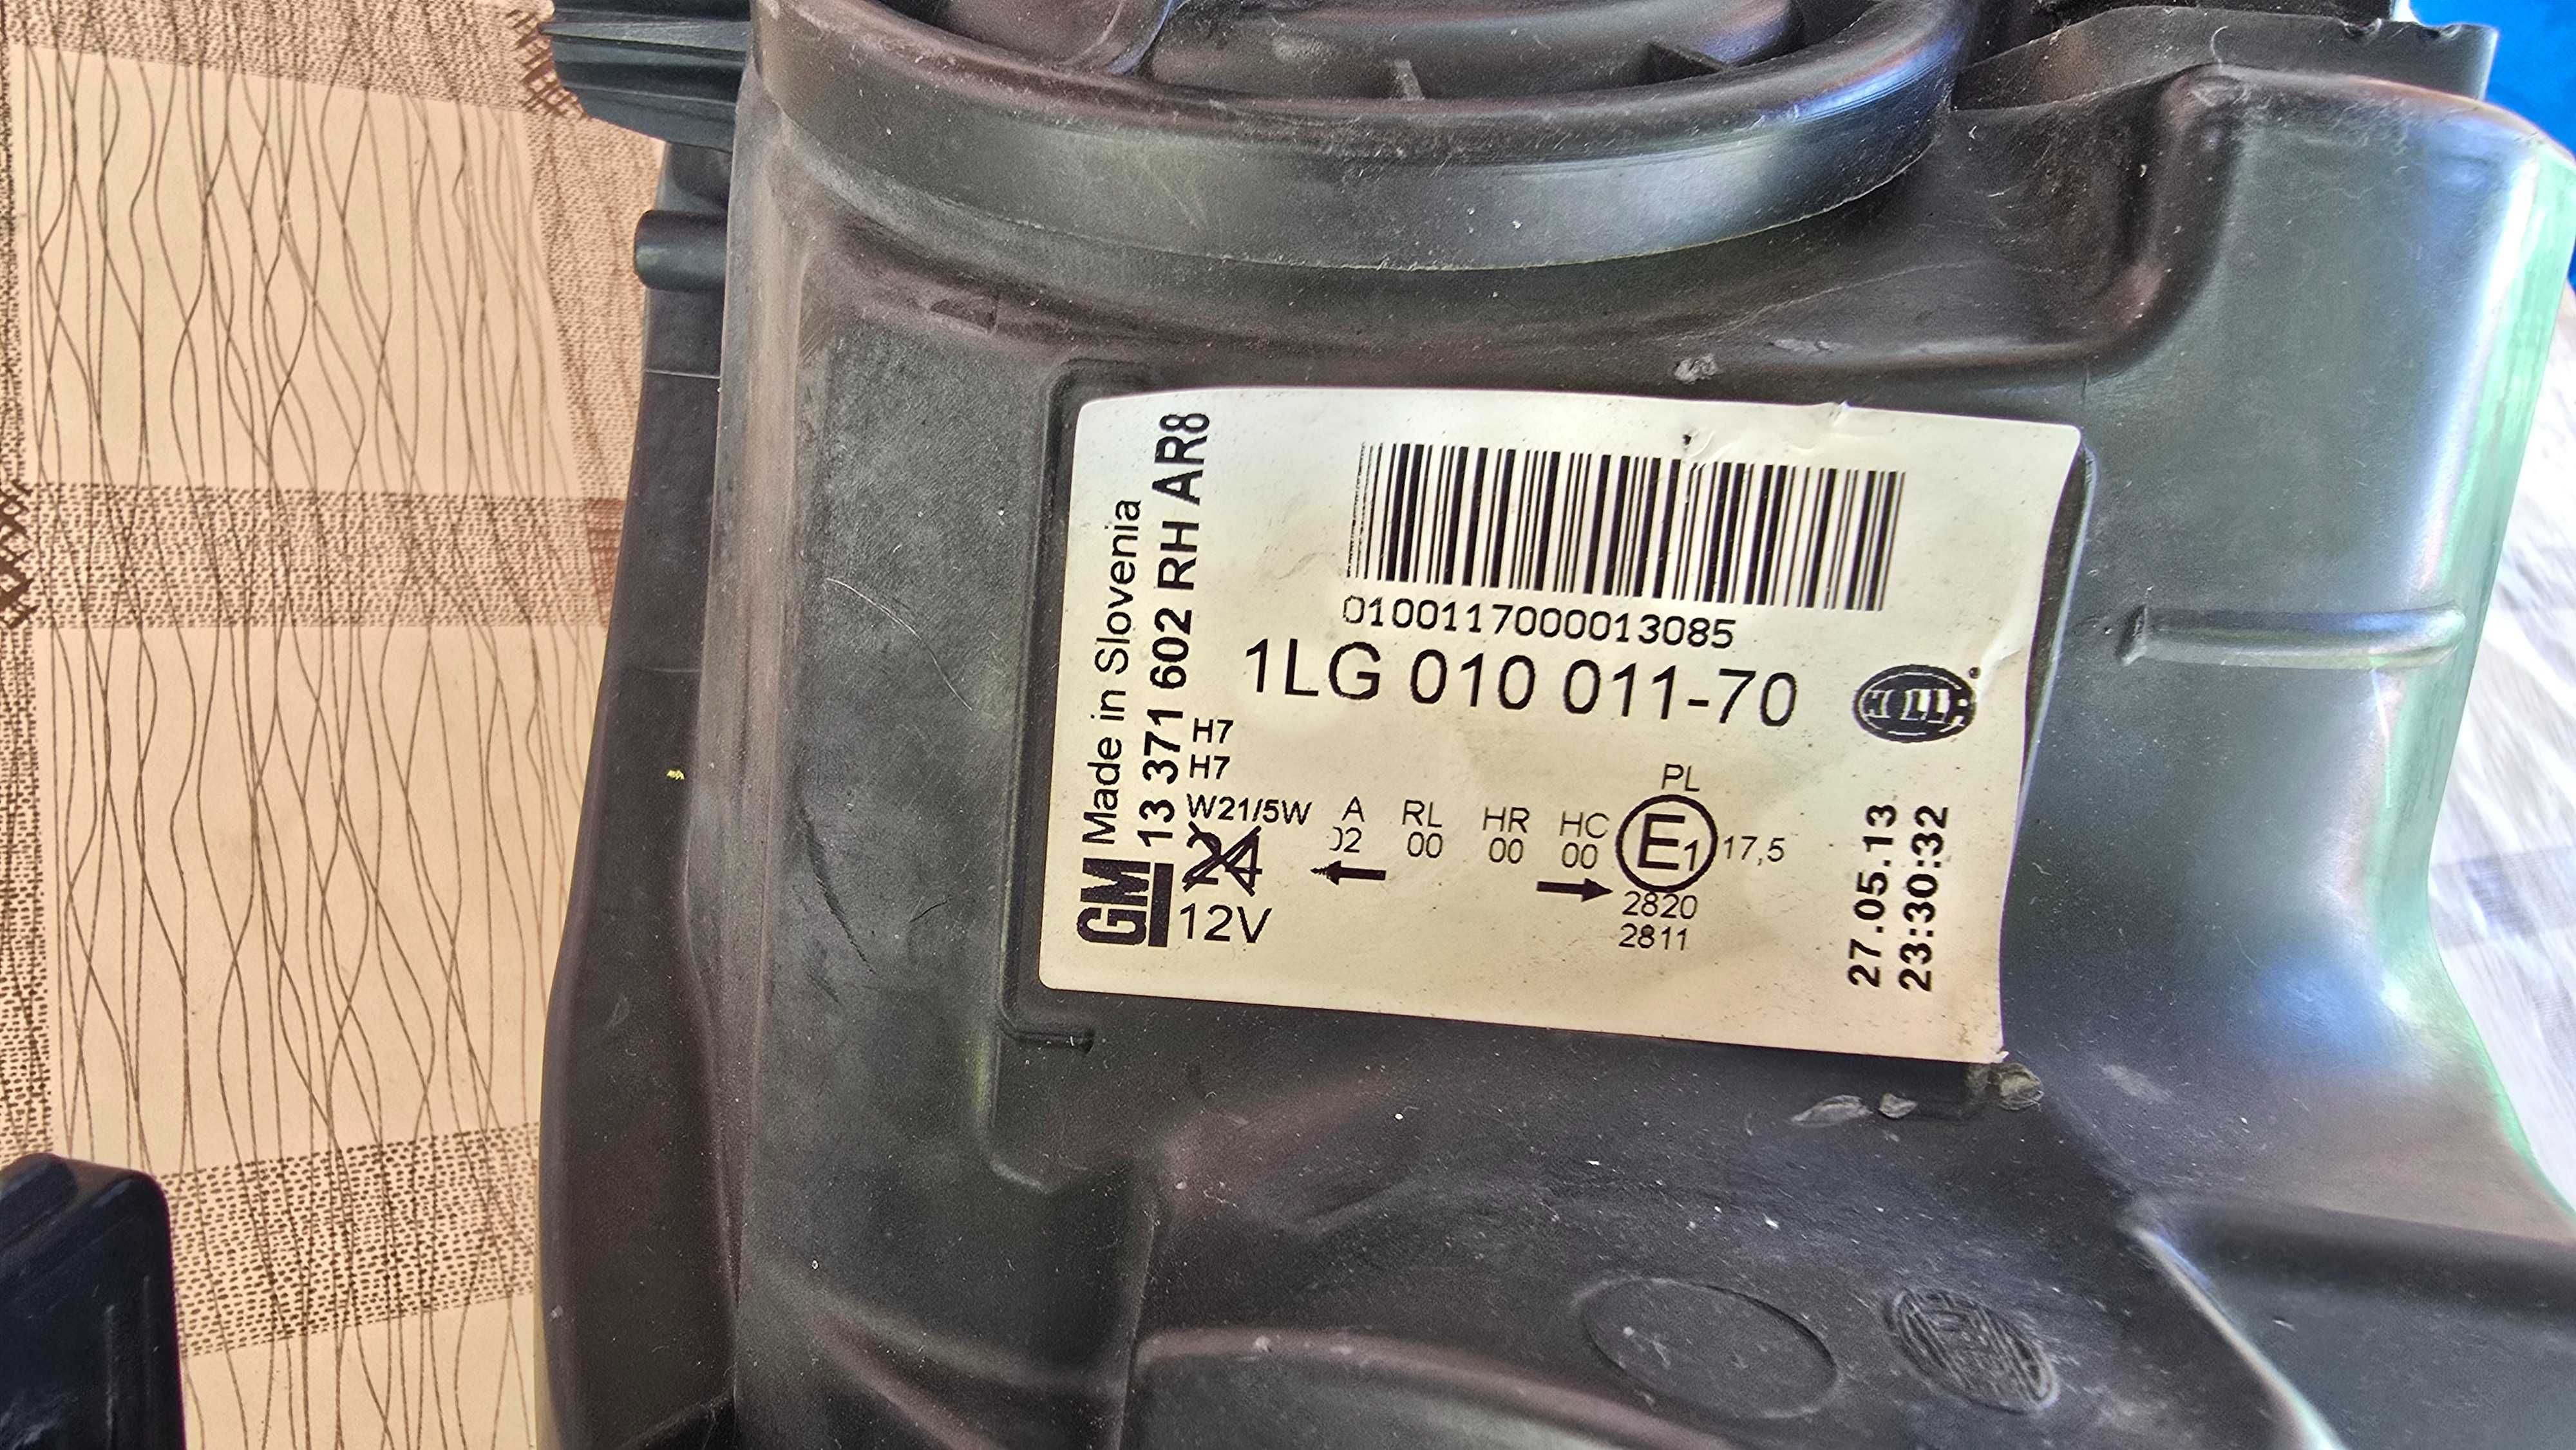 0100117000013085
1LG 010 011-70
HELLA
Made in Slovenia
GM 13 371 602 RH AR8
H7
H7
W21/5W
24
12V
A
02
RL
00
HR
00
HC
00
PL
E1
17,5
2820
2811
27.05.13
23:30:32